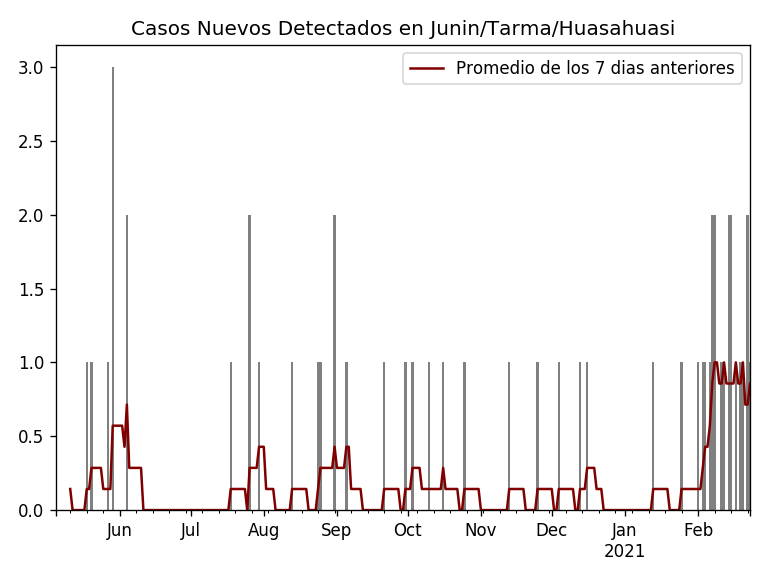 Casos Nuevos Detectados en Junin/Tarma/Huasahuasi
Promedio de los 7 dias anteriores
3.0
2.5
2.0
1.5
1.0
0.5
0.0
Jun Jul Aug Sep Oct Nov Dec Jan Feb
2021